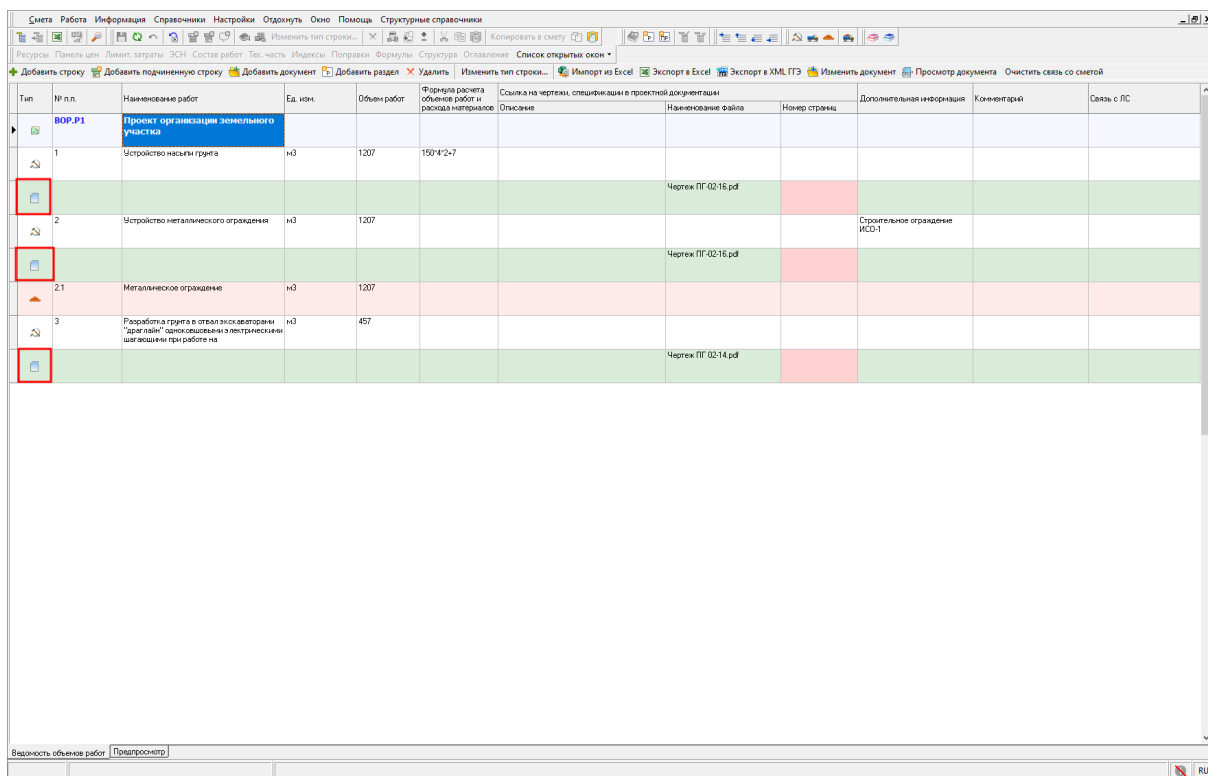 Смета Работа Информация Справочники Настройки Отдохнуть Окно Помощь Структурные справочники
Изменить тип строки... Копировать в смету
Ресурсы Панель цен Лимит. затраты ЭСН Состав работ Тех. часть Индексы Поправки Формулы Структура Оглавление Список открытых окон
Добавить строку Добавить подчиненную строку Добавить документ Добавить раздел Удалить Изменить тип строки... Импорт из Excel Экспорт в Excel Экспорт в XML ГГЭ Изменить документ Просмотр документа Очистить связь со сметой
Тип № п.п. Наименование работ Ед. изм. Объем работ Формула расчета объемов работ и расхода материалов Ссылка на чертежи, спецификации в проектной документации Дополнительная информация Комментарий Связь с ЛС
Описание Наименование файла Номер страниц
ВОР.Р1 Проект организации земельного
участка
1 Устройство насыпи грунта м3 1207 150*4*2+7
Чертеж ПГ-02-16.pdf
2 Устройство металлического ограждения м3 1207 Строительное ограждение
ИСО-1
Чертеж ПГ-02-16.pdf
2.1 Металлическое ограждение м3 1207
3 Разработка грунта в отвал экскаваторами м3 457
"драглайн" одноковшовыми электрическими
шагающими при работе на
Чертеж ПГ 02-14.pdf
Ведомость объемов работ Предпросмотр
RU